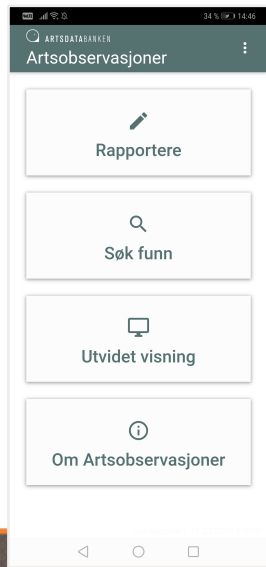 34 % 14:46
ARTSDATABANKEN
Artsobservasjoner
Rapportere
Søk funn
Utvidet visning
Om Artsobservasjoner